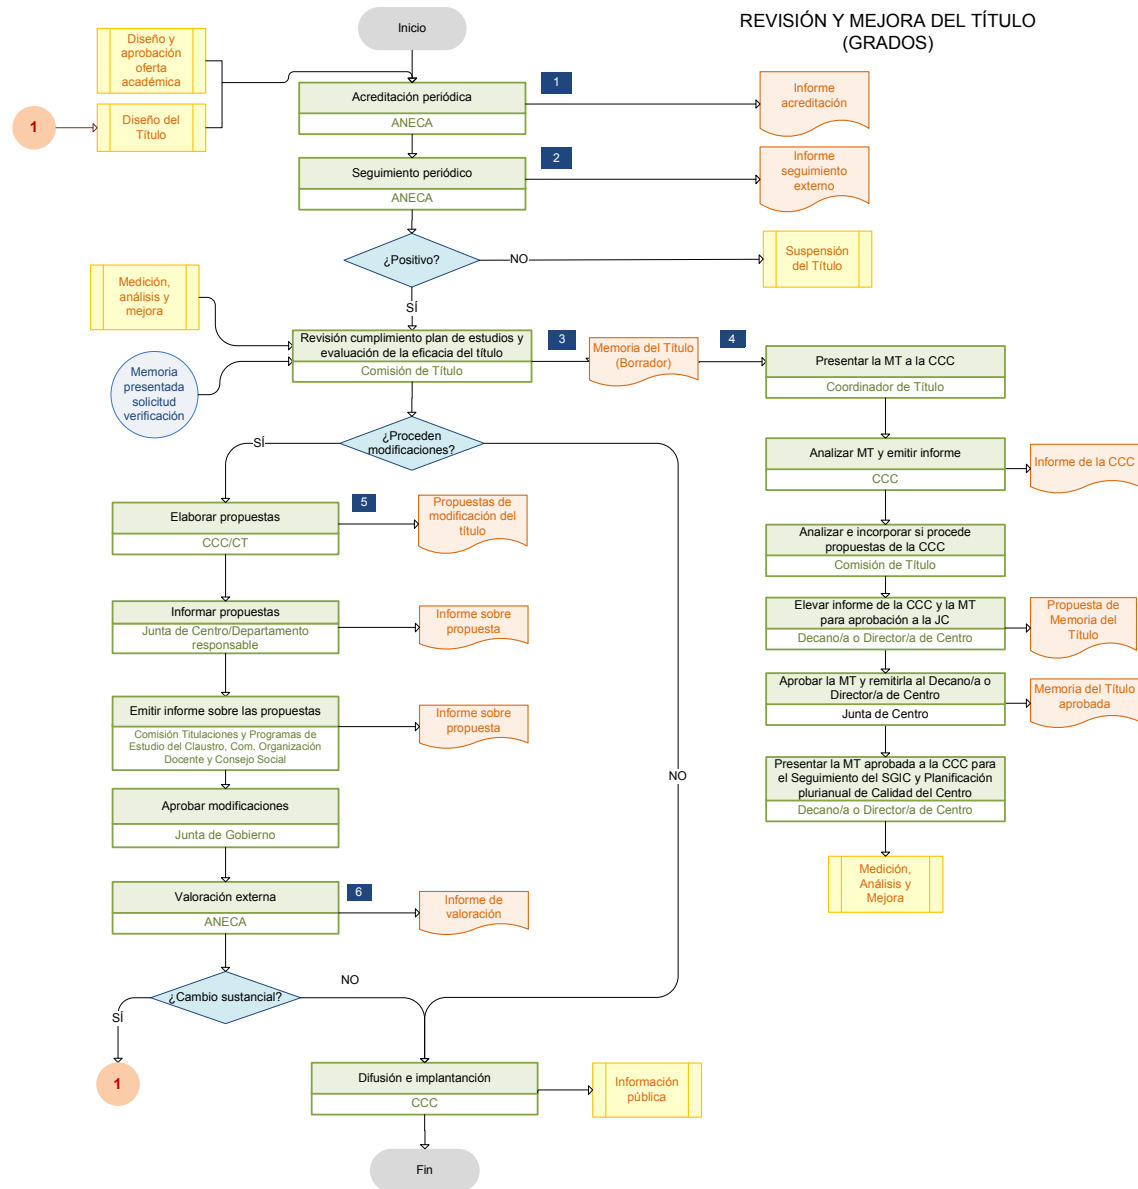 REVISIÓN Y MEJORA DEL TÍTULO
(GRADOS)
Inicio
Diseño y
aprobación
oferta
académica
1
Diseño del
Título
Acreditación periódica
ANECA
1
Informe
acreditación
Seguimiento periódico
ANECA
2
Informe
seguimiento
externo
¿Positivo?
NO
Suspensión
del Título
SÍ
Medición,
análisis y
mejora
Memoria
presentada
solicitud
verificación
Revisión cumplimiento plan de estudios y
evaluación de la eficacia del título
Comisión de Título
3
Memoria del Título
(Borrador)
4
Presentar la MT a la CCC
Coordinador de Título
Analizar MT y emitir informe
CCC
Informe de la CCC
Analizar e incorporar si procede
propuestas de la CCC
Comisión de Título
Elevar informe de la CCC y la MT
para aprobación a la JC
Decano/a o Director/a de Centro
Propuesta de
Memoria del
Título
Aprobar la MT y remitirla al Decano/a o
Director/a de Centro
Junta de Centro
Memoria del Título
aprobada
Presentar la MT aprobada a la CCC para
el Seguimiento del SGIC y Planificación
plurianual de Calidad del Centro
Decano/a o Director/a de Centro
Medición,
Análisis y
Mejora
¿Proceden
modificaciones?
SÍ
NO
Elaborar propuestas
CCC/CT
5
Propuestas de
modificación del
título
Informar propuestas
Junta de Centro/Departamento
responsable
Informe sobre
propuesta
Emitir informe sobre las propuestas
Comisión Titulaciones y Programas de
Estudio del Claustro, Com. Organización
Docente y Consejo Social
Informe sobre
propuesta
Aprobar modificaciones
Junta de Gobierno
Valoración externa
ANECA
6
Informe de
valoración
¿Cambio sustancial?
NO
SÍ
1
Difusión e implantanción
CCC
Información
pública
Fin